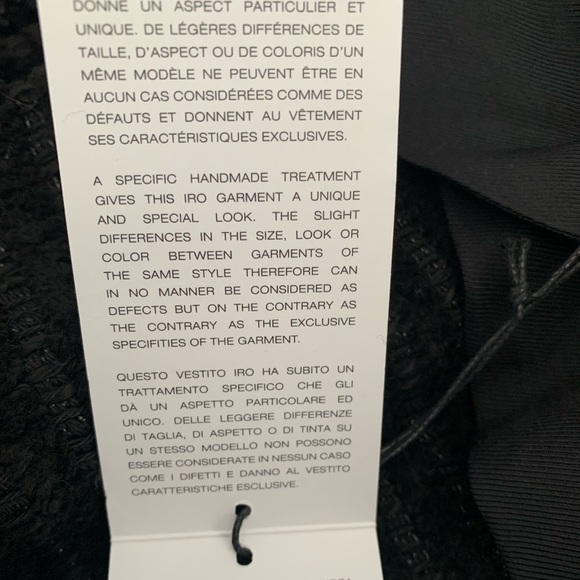 DONNE UN ASPECT PARTICULIER ET
UNIQUE. DE LÉGÈRES DIFFÉRENCES DE
TAILLE, D'ASPECT OU DE COLORIS D'UN
MÊME MODÈLE NE PEUVENT ÊTRE EN
AUCUN CAS CONSIDÉRÉES COMME DES
DÉFAUTS ET DONNENT AU VÊTEMENT
SES CARACTÉRISTIQUES EXCLUSIVES.
A SPECIFIC HANDMADE TREATMENT
GIVES THIS IRO GARMENT A UNIQUE
AND SPECIAL LOOK. THE SLIGHT
DIFFERENCES IN THE SIZE, LOOK OR
COLOR BETWEEN GARMENTS OF
THE SAME STYLE THEREFORE CAN
IN NO MANNER BE CONSIDERED AS
DEFECTS BUT ON THE CONTRARY AS
THE CONTRARY AS THE EXCLUSIVE
SPECIFITIES OF THE GARMENT.
QUESTO VESTITO IRO HA SUBITO UN
TRATTAMENTO SPECIFICO CHE GLI
DÀ UN ASPETTO PARTICOLARE ED
UNICO. DELLE LEGGERE DIFFERENZE
DI TAGLIA, DI ASPETTO O DI TINTA SU
UN STESSO MODELLO NON POSSONO
ESSERE CONSIDERATE IN NESSUN CASO
COME I DIFETTI E DANNO AL VESTITO
CARATTERISTICHE ESCLUSIVE.